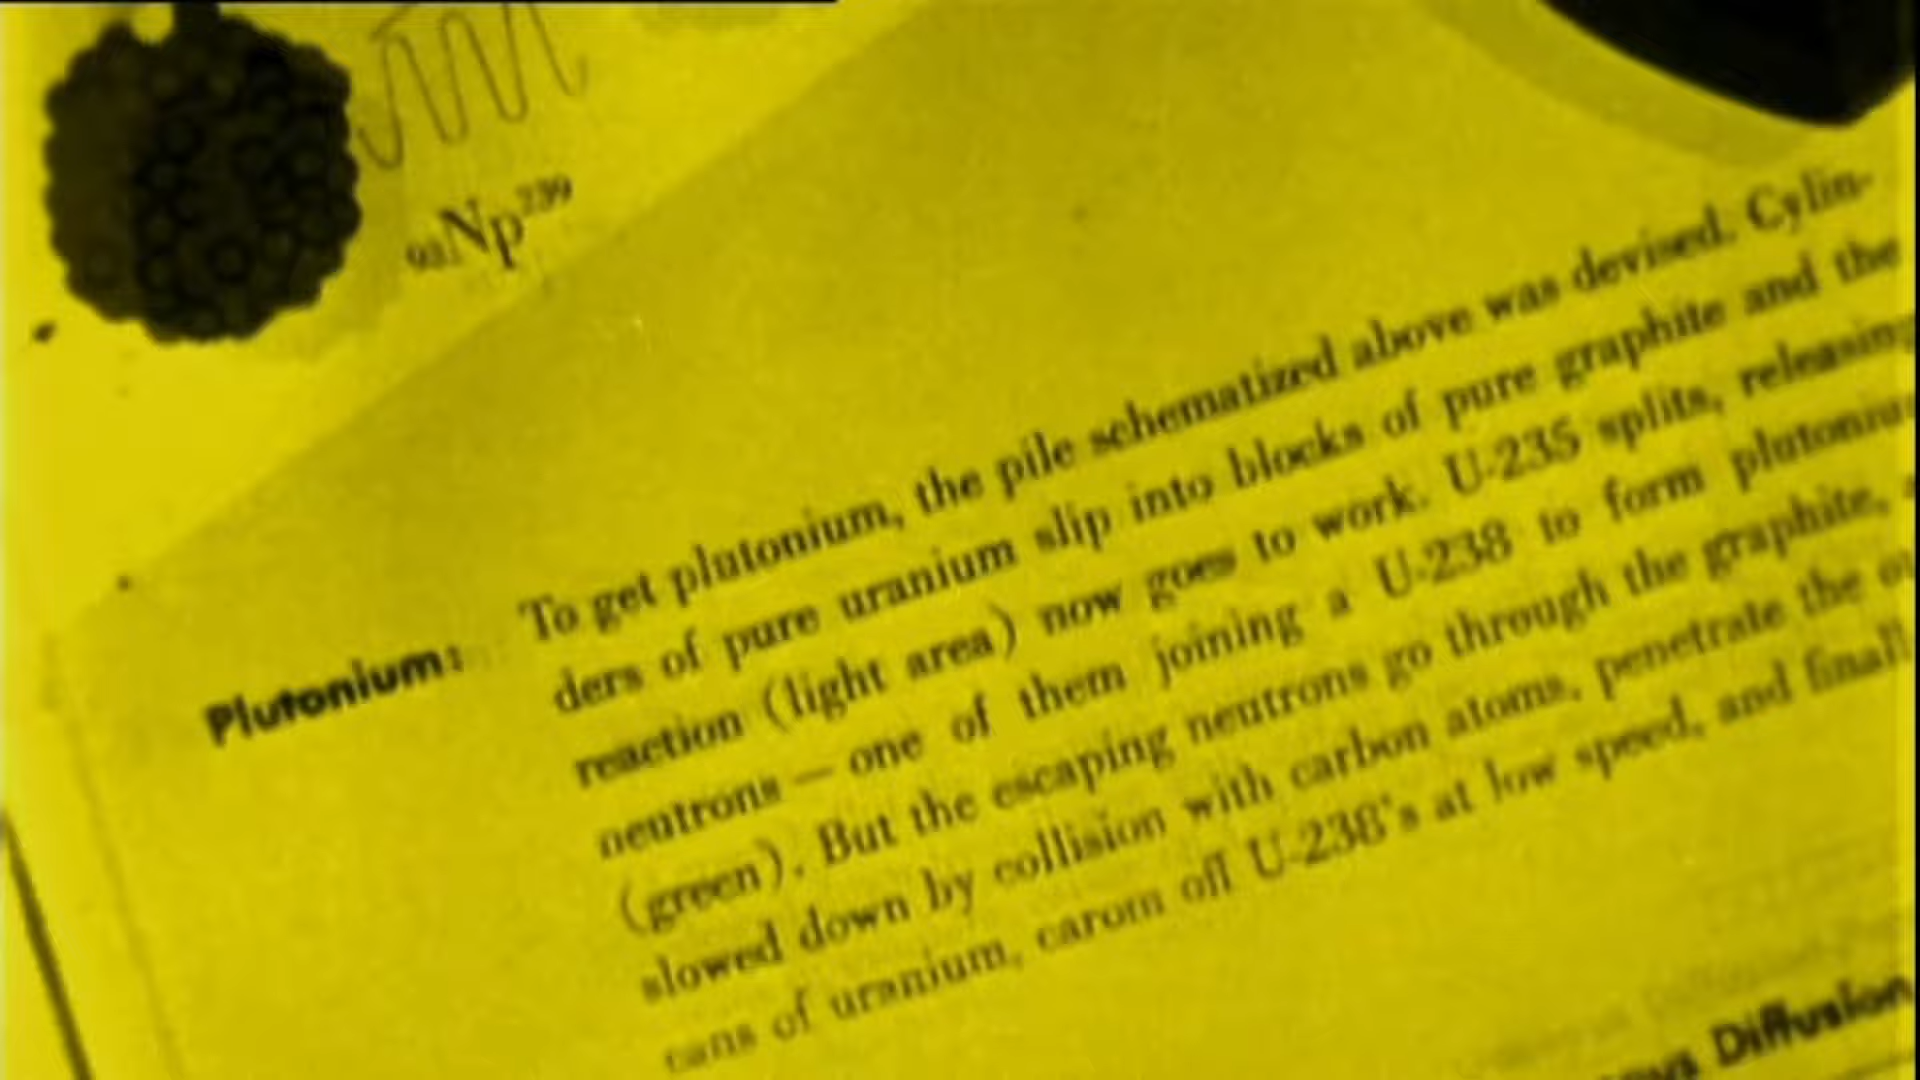 93Np239
Plutonium: To get plutonium, the pile schematized above was devised. Cylin-
ders of pure uranium slip into blocks of pure graphite and the
reaction (light area) now goes to work. U-235 splits, releasing
neutrons — one of them joining a U-238 to form plutonium
(green). But the escaping neutrons go through the graphite,
slowed down by collision with carbon atoms, penetrate the
cans of uranium, carom off U-238's at low speed, and finall
Diffusion